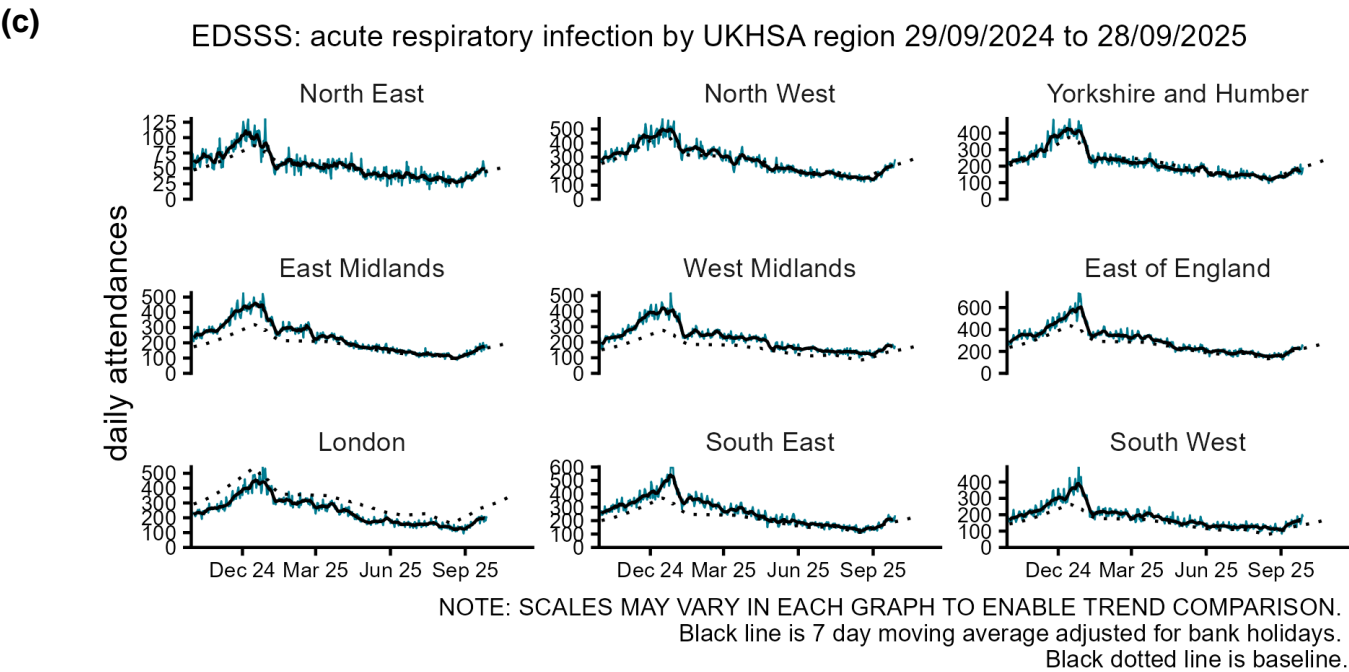 (c)
EDSSS: acute respiratory infection by UKHSA region 29/09/2024 to 28/09/2025
daily attendances
North East
125
100
75
50
25
0
North West
500
400
300
200
100
0
Yorkshire and Humber
400
300
200
100
0
East Midlands
500
400
300
200
100
0
West Midlands
500
400
300
200
100
0
East of England
600
400
200
0
London
500
400
300
200
100
0
Dec 24 Mar 25 Jun 25 Sep 25
South East
600
500
400
300
200
100
0
Dec 24 Mar 25 Jun 25 Sep 25
South West
400
300
200
100
0
Dec 24 Mar 25 Jun 25 Sep 25
NOTE: SCALES MAY VARY IN EACH GRAPH TO ENABLE TREND COMPARISON.
Black line is 7 day moving average adjusted for bank holidays.
Black dotted line is baseline.